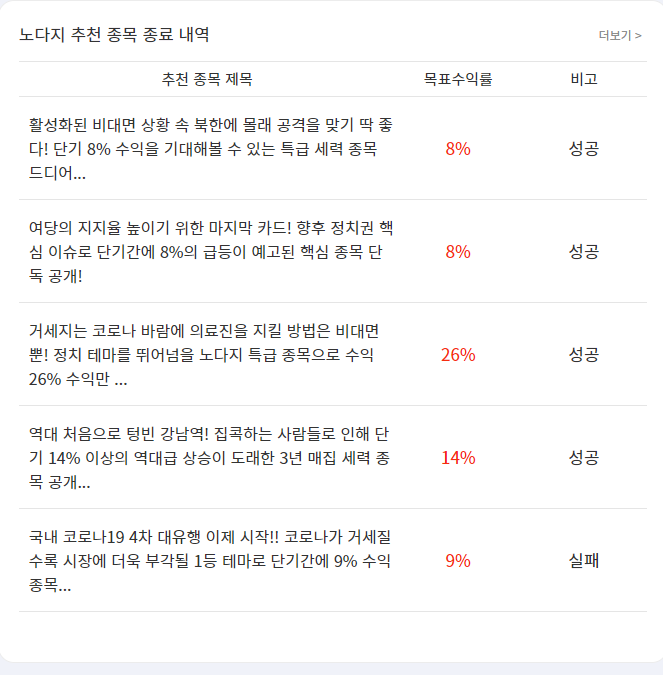 노다지 추천 종목 종료 내역
더보기 >
추천 종목 제목 목표수익률 비고
활성화된 비대면 상황 속 북한에 몰래 공격을 맞기 딱 좋
다! 단기 8% 수익을 기대해볼 수 있는 특급 세력 종목
드디어...
8% 성공
여당의 지지율 높이기 위한 마지막 카드! 향후 정치권 핵
심 이슈로 단기간에 8%의 급등이 예고된 핵심 종목 단
독 공개!
8% 성공
거세지는 코로나 바람에 의료진을 지킬 방법은 비대면
뿐! 정치 테마를 뛰어넘을 노다지 특급 종목으로 수익
26% 수익만 ...
26% 성공
역대 처음으로 텅빈 강남역! 집콕하는 사람들로 인해 단
기 14% 이상의 역대급 상승이 도래한 3년 매집 세력 종
목 공개...
14% 성공
국내 코로나19 4차 대유행 이제 시작!! 코로나가 거세질
수록 시장에 더욱 부각될 1등 테마로 단기간에 9% 수익
종목...
9% 실패